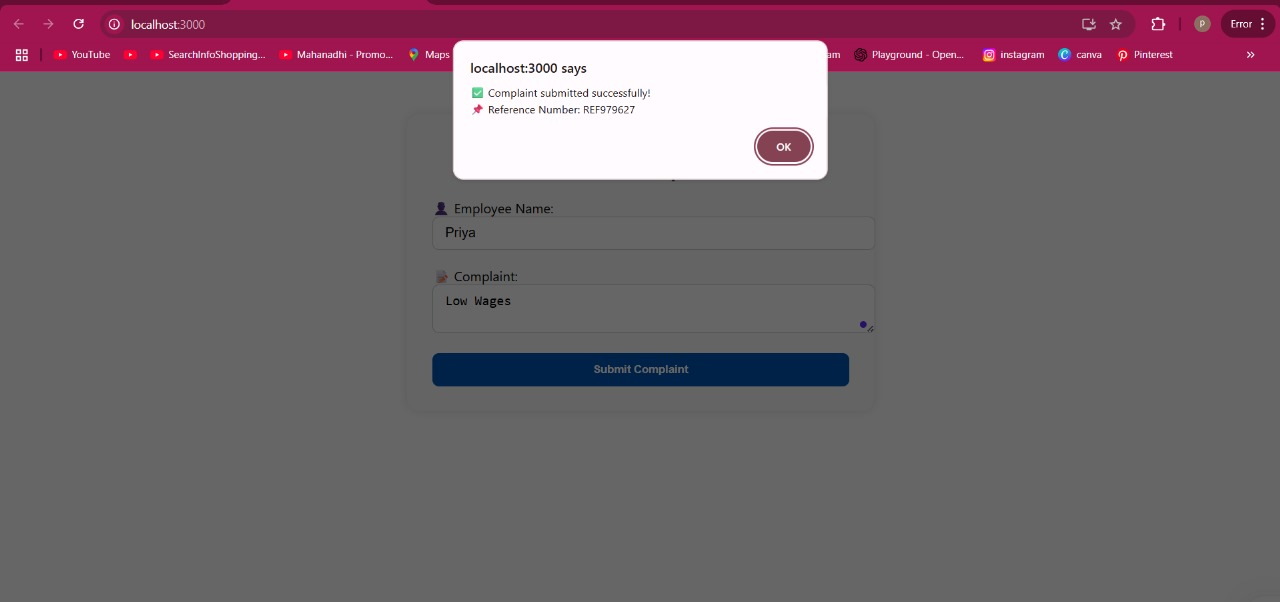 localhost:3000
Error
YouTube
SearchInfoShopping...
Mahanadhi - Promo...
Maps
am
Playground - Open...
instagram
canva
Pinterest
localhost:3000 says
✅ Complaint submitted successfully!
📌 Reference Number: REF979627
OK
👤 Employee Name:
Priya
📝 Complaint:
Low Wages
Submit Complaint